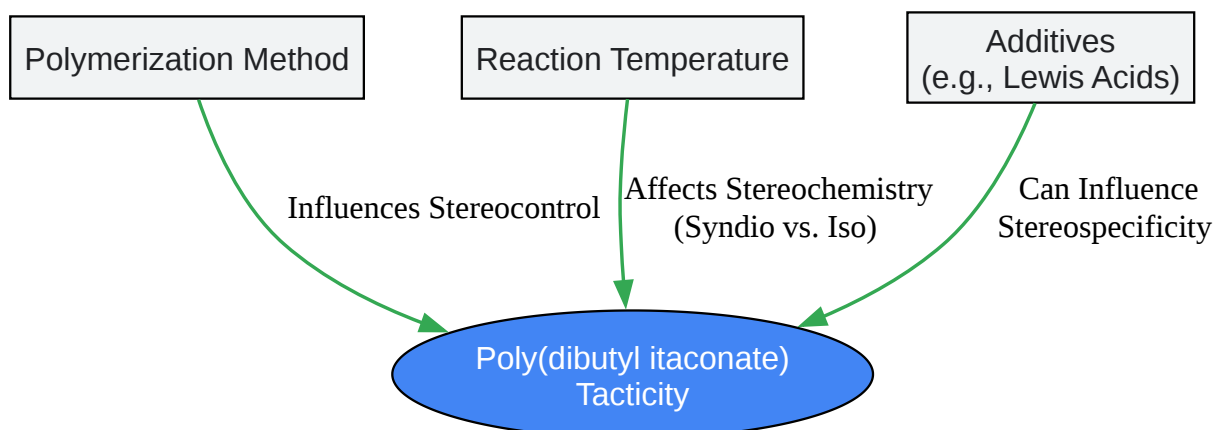 Polymerization Method
Reaction Temperature
Additives
(e.g., Lewis Acids)
Influences Stereocontrol
Affects Stereochemistry
(Syndio vs. Iso)
Can Influence
Stereospecificity
Poly(dibutyl itaconate)
Tacticity